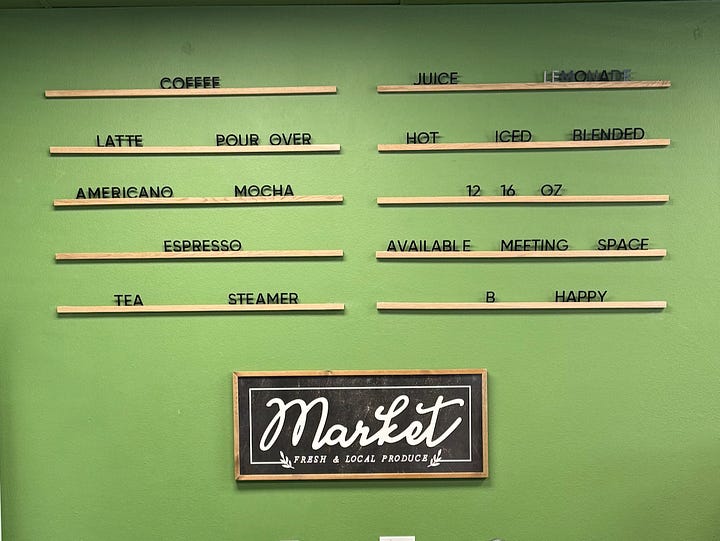 COFFEE
LATTE POUR OVER
AMERICANO MOCHA
ESPRESSO
TEA STEAMER
JUICE LEMONADE
HOT ICED BLENDED
12 16 OZ
AVAILABLE MEETING SPACE
B HAPPY
Market
FRESH & LOCAL PRODUCE